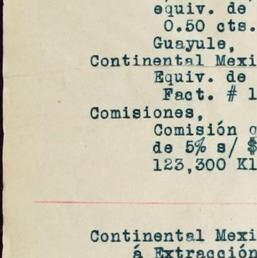 equiv. de
0.50 cts.
Guayule,
Continental Mexi
Equiv. de
Fact. # 1
Comisiones,
Comisión
de 5% s/ $
123,300 Kl
Continental Mexi
á Extracción